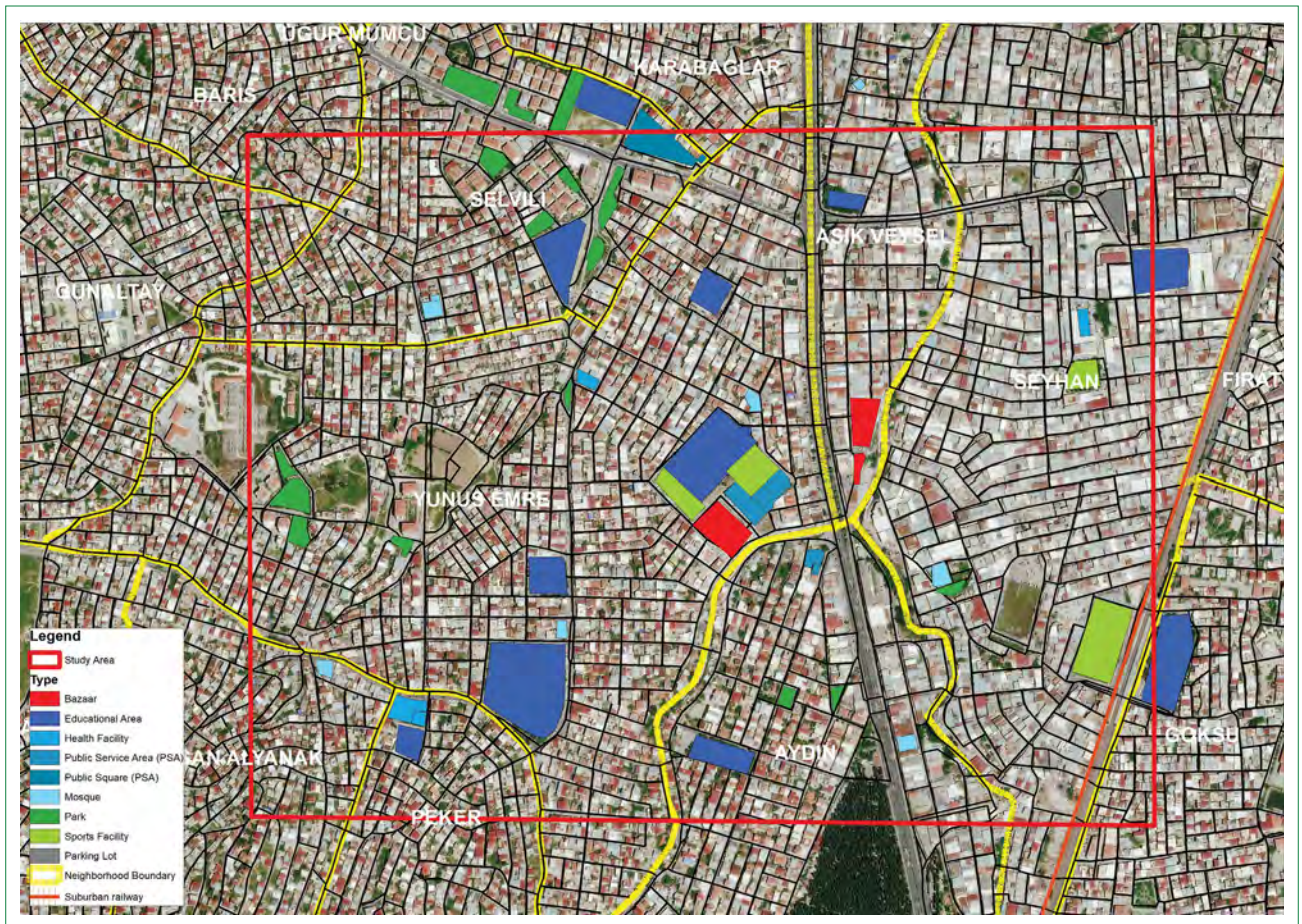 UGUR MUMCU
KARABAGLAR
BARIS
SELVILI
AŞIK VEYSEL
GUNALTAY
SEYHAN
FIRAT
YUNUS EMRE
GOKSU
AYDIN
ALYANAK
PEKER
Legend
Study Area
Type
Bazaar
Educational Area
Health Facility
Public Service Area (PSA)
Public Square (PSA)
Mosque
Park
Sports Facility
Parking Lot
Neighborhood Boundary
Suburban railway